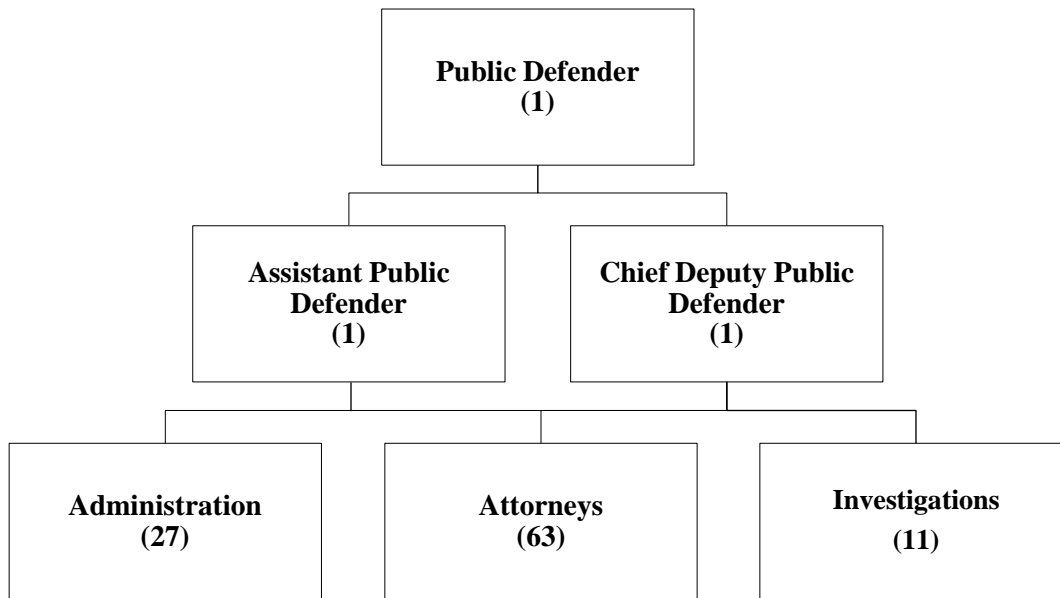 Public Defender
(1)
Assistant Public
Defender
(1)
Chief Deputy Public
Defender
(1)
Administration
(27)
Attorneys
(63)
Investigations
(11)